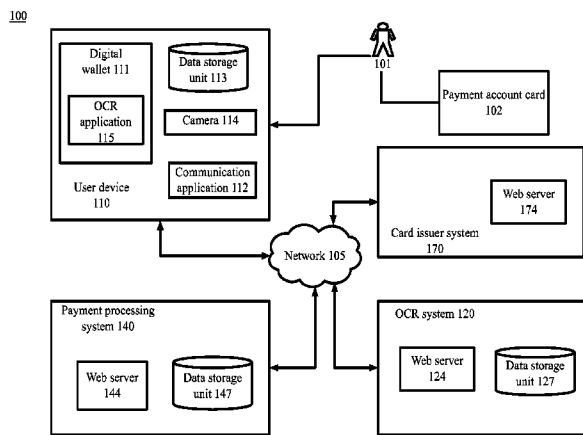 100
Digital
wallet 111
OCR
application
115
Data storage
unit 113
Camera 114
Communication
application 112
User device
110
101
Payment account card
102
Web server
174
Card issuer system
170
Network 105
Payment processing
system 140
Web server
144
Data storage
unit 147
OCR system 120
Web server
124
Data storage
unit 127